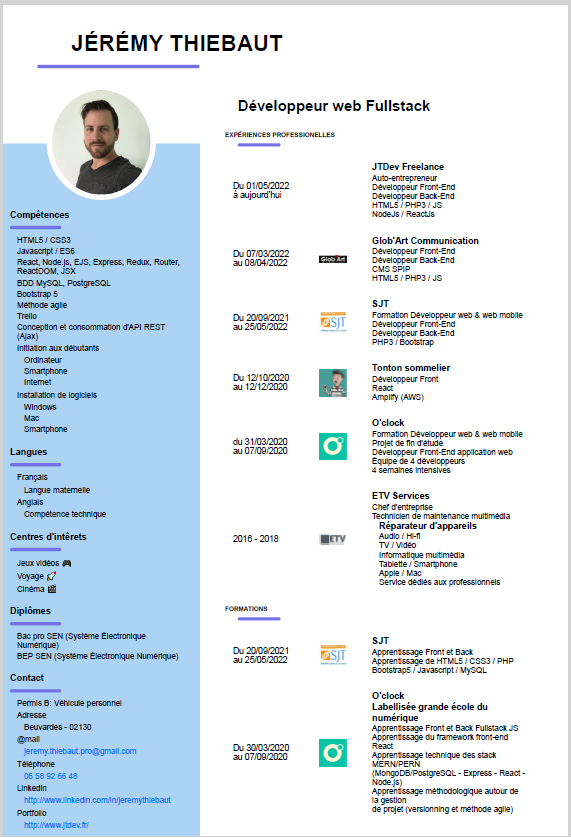 JÉRÉMY THIEBAUT
Compétences
HTML5 / CSS3
Javascript / ES6
React, Node.js, EJS, Express, Redux, Router,
ReactDOM, JSX
BDD MySQL, PostgreSQL
Bootstrap 5
Méthode agile
Trello
Conception et consommation d'API REST
(Ajax)
Initiation aux débutants
Ordinateur
Smartphone
Internet
Installation de logiciels
Windows
Mac
Smartphone
Langues
Français
Langue maternelle
Anglais
Compétence technique
Centres d'intérets
Jeux vidéos 🎮
Voyage 🚀
Cinéma 🎬
Diplômes
Bac pro SEN (Système Électronique
Numérique)
BEP SEN (Système Électronique Numérique)
Contact
Permis B: Véhicule personnel
Adresse
Beuvardes - 02130
@mail
jeremy.thiebaut.pro@gmail.com
Téléphone
06 58 92 66 48
Linkedin
http://www.linkedin.com/in/jeremythiebaut
Portfolio
http://www.jtdev.fr/
Développeur web Fullstack
EXPÉRIENCES PROFESSIONELLES
Du 01/05/2022
à aujourd'hui
JTDev Freelance
Auto-entrepreneur
Développeur Front-End
Développeur Back-End
HTML5 / PHP3 / JS
NodeJs / ReactJs
Du 07/03/2022
au 08/04/2022
Glob'Art
Glob'Art Communication
Développeur Front-End
Développeur Back-End
CMS SPIP
HTML5 / PHP3 / JS
Du 20/09/2021
au 25/05/2022
SJT
SJT
Formation Développeur web & web mobile
Développeur Front-End
Développeur Back-End
PHP3 / Bootstrap
Du 12/10/2020
au 12/12/2020
Tonton sommelier
Développeur Front
React
Amplify (AWS)
du 31/03/2020
au 07/09/2020
O'clock
Formation Développeur web & web mobile
Projet de fin d'étude
Développeur Front-End application web
Équipe de 4 développeurs
4 semaines intensives
2016 - 2018
ETV
ETV Services
Chef d'entreprise
Technicien de maintenance multimédia
Réparateur d'appareils
Audio / Hi-fi
TV / Vidéo
Informatique multimédia
Tablette / Smartphone
Apple / Mac
Service dédiés aux professionnels
FORMATIONS
Du 20/09/2021
au 25/05/2022
SJT
SJT
Apprentissage Front et Back
Apprentissage de HTML5 / CSS3 / PHP
Bootstrap5 / Javascript / MySQL
Du 30/03/2020
au 07/09/2020
O'clock
Labellisée grande école du
numérique
Apprentissage Front et Back Fullstack JS
Apprentissage du framework front-end
React
Apprentissage technique des stack
MERN/PERN
(MongoDB/PostgreSQL - Express - React -
Node.js)
Apprentissage méthodologique autour de
la gestion
de projet (versionning et méthode agile)